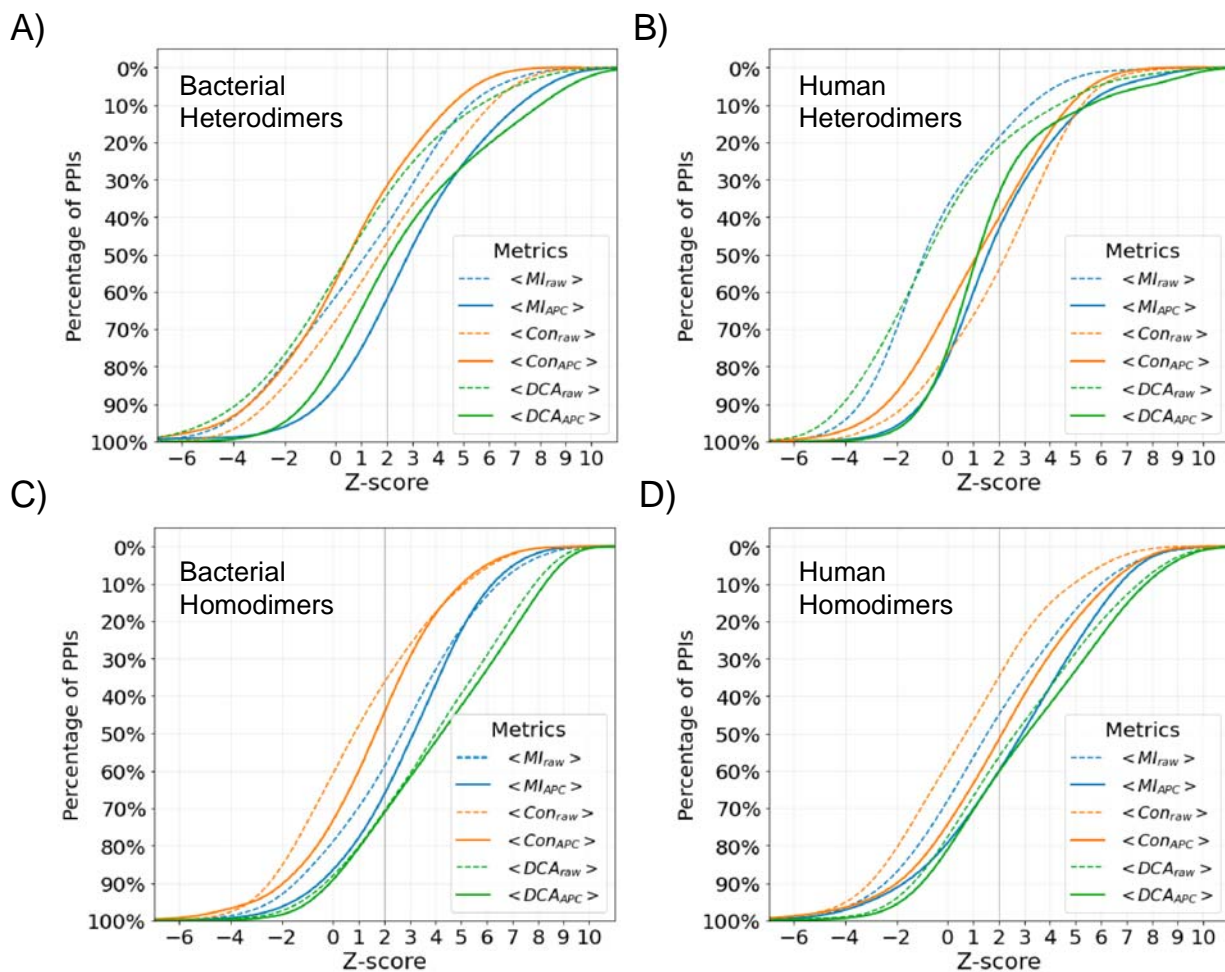 A)
Bacterial
Heterodimers
Percentage of PPIs
0%
10%
20%
30%
40%
50%
60%
70%
80%
90%
100%
Metrics
<MI_raw>
<MI_APC>
<Con_raw>
<Con_APC>
<DCA_raw>
<DCA_APC>
−6 −4 −2 0 1 2 3 4 5 6 7 8 9 10
Z-score
B)
Human
Heterodimers
Percentage of PPIs
0%
10%
20%
30%
40%
50%
60%
70%
80%
90%
100%
Metrics
<MI_raw>
<MI_APC>
<Con_raw>
<Con_APC>
<DCA_raw>
<DCA_APC>
−6 −4 −2 0 1 2 3 4 5 6 7 8 9 10
Z-score
C)
Bacterial
Homodimers
Percentage of PPIs
0%
10%
20%
30%
40%
50%
60%
70%
80%
90%
100%
Metrics
<MI_raw>
<MI_APC>
<Con_raw>
<Con_APC>
<DCA_raw>
<DCA_APC>
−6 −4 −2 0 1 2 3 4 5 6 7 8 9 10
Z-score
D)
Human
Homodimers
Percentage of PPIs
0%
10%
20%
30%
40%
50%
60%
70%
80%
90%
100%
Metrics
<MI_raw>
<MI_APC>
<Con_raw>
<Con_APC>
<DCA_raw>
<DCA_APC>
−6 −4 −2 0 1 2 3 4 5 6 7 8 9 10
Z-score